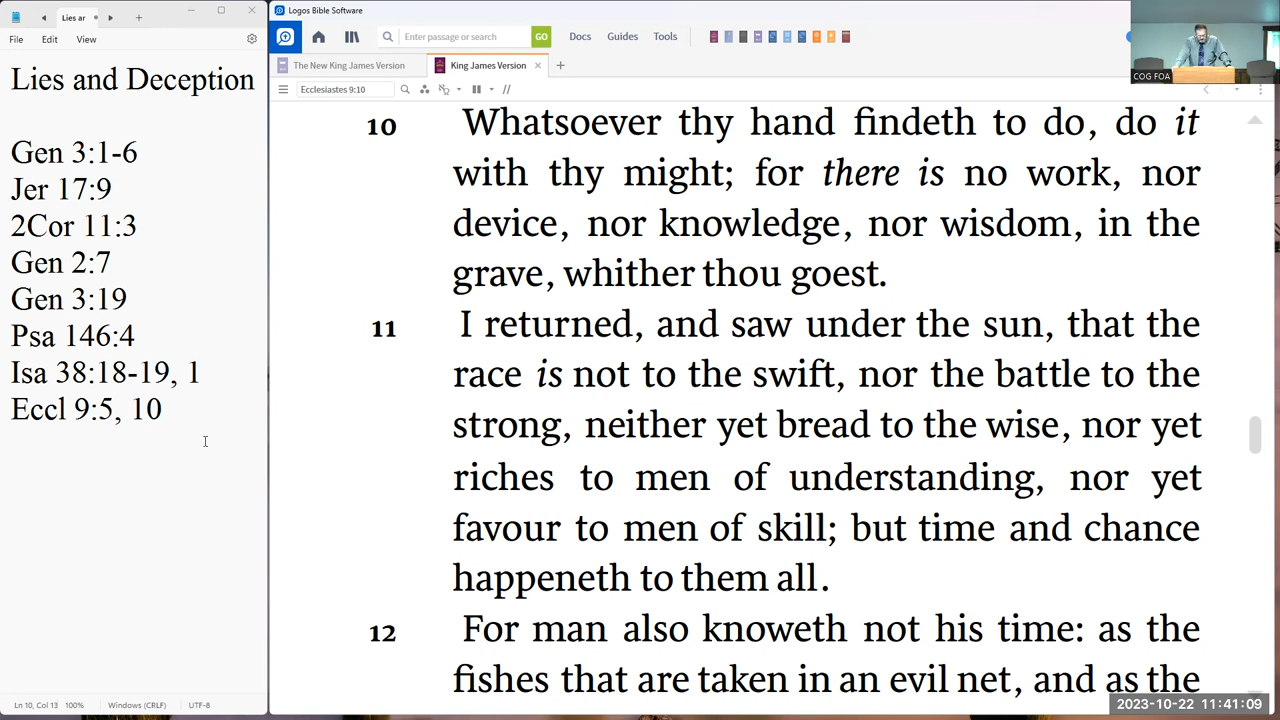 Lies ar
File Edit View
Lies and Deception
Gen 3:1-6
Jer 17:9
2Cor 11:3
Gen 2:7
Gen 3:19
Psa 146:4
Isa 38:18-19, 1
Eccl 9:5, 10
Ln 10, Col 13 100% Windows (CRLF) UTF-8
Logos Bible Software
Enter passage or search GO Docs Guides Tools
The New King James Version King James Version
Ecclesiastes 9:10
10 Whatsoever thy hand findeth to do, do it
with thy might; for there is no work, nor
device, nor knowledge, nor wisdom, in the
grave, whither thou goest.
11 I returned, and saw under the sun, that the
race is not to the swift, nor the battle to the
strong, neither yet bread to the wise, nor yet
riches to men of understanding, nor yet
favour to men of skill; but time and chance
happeneth to them all.
12 For man also knoweth not his time: as the
fishes that are taken in an evil net, and as the
COG FOA
2023-10-22 11:41:09